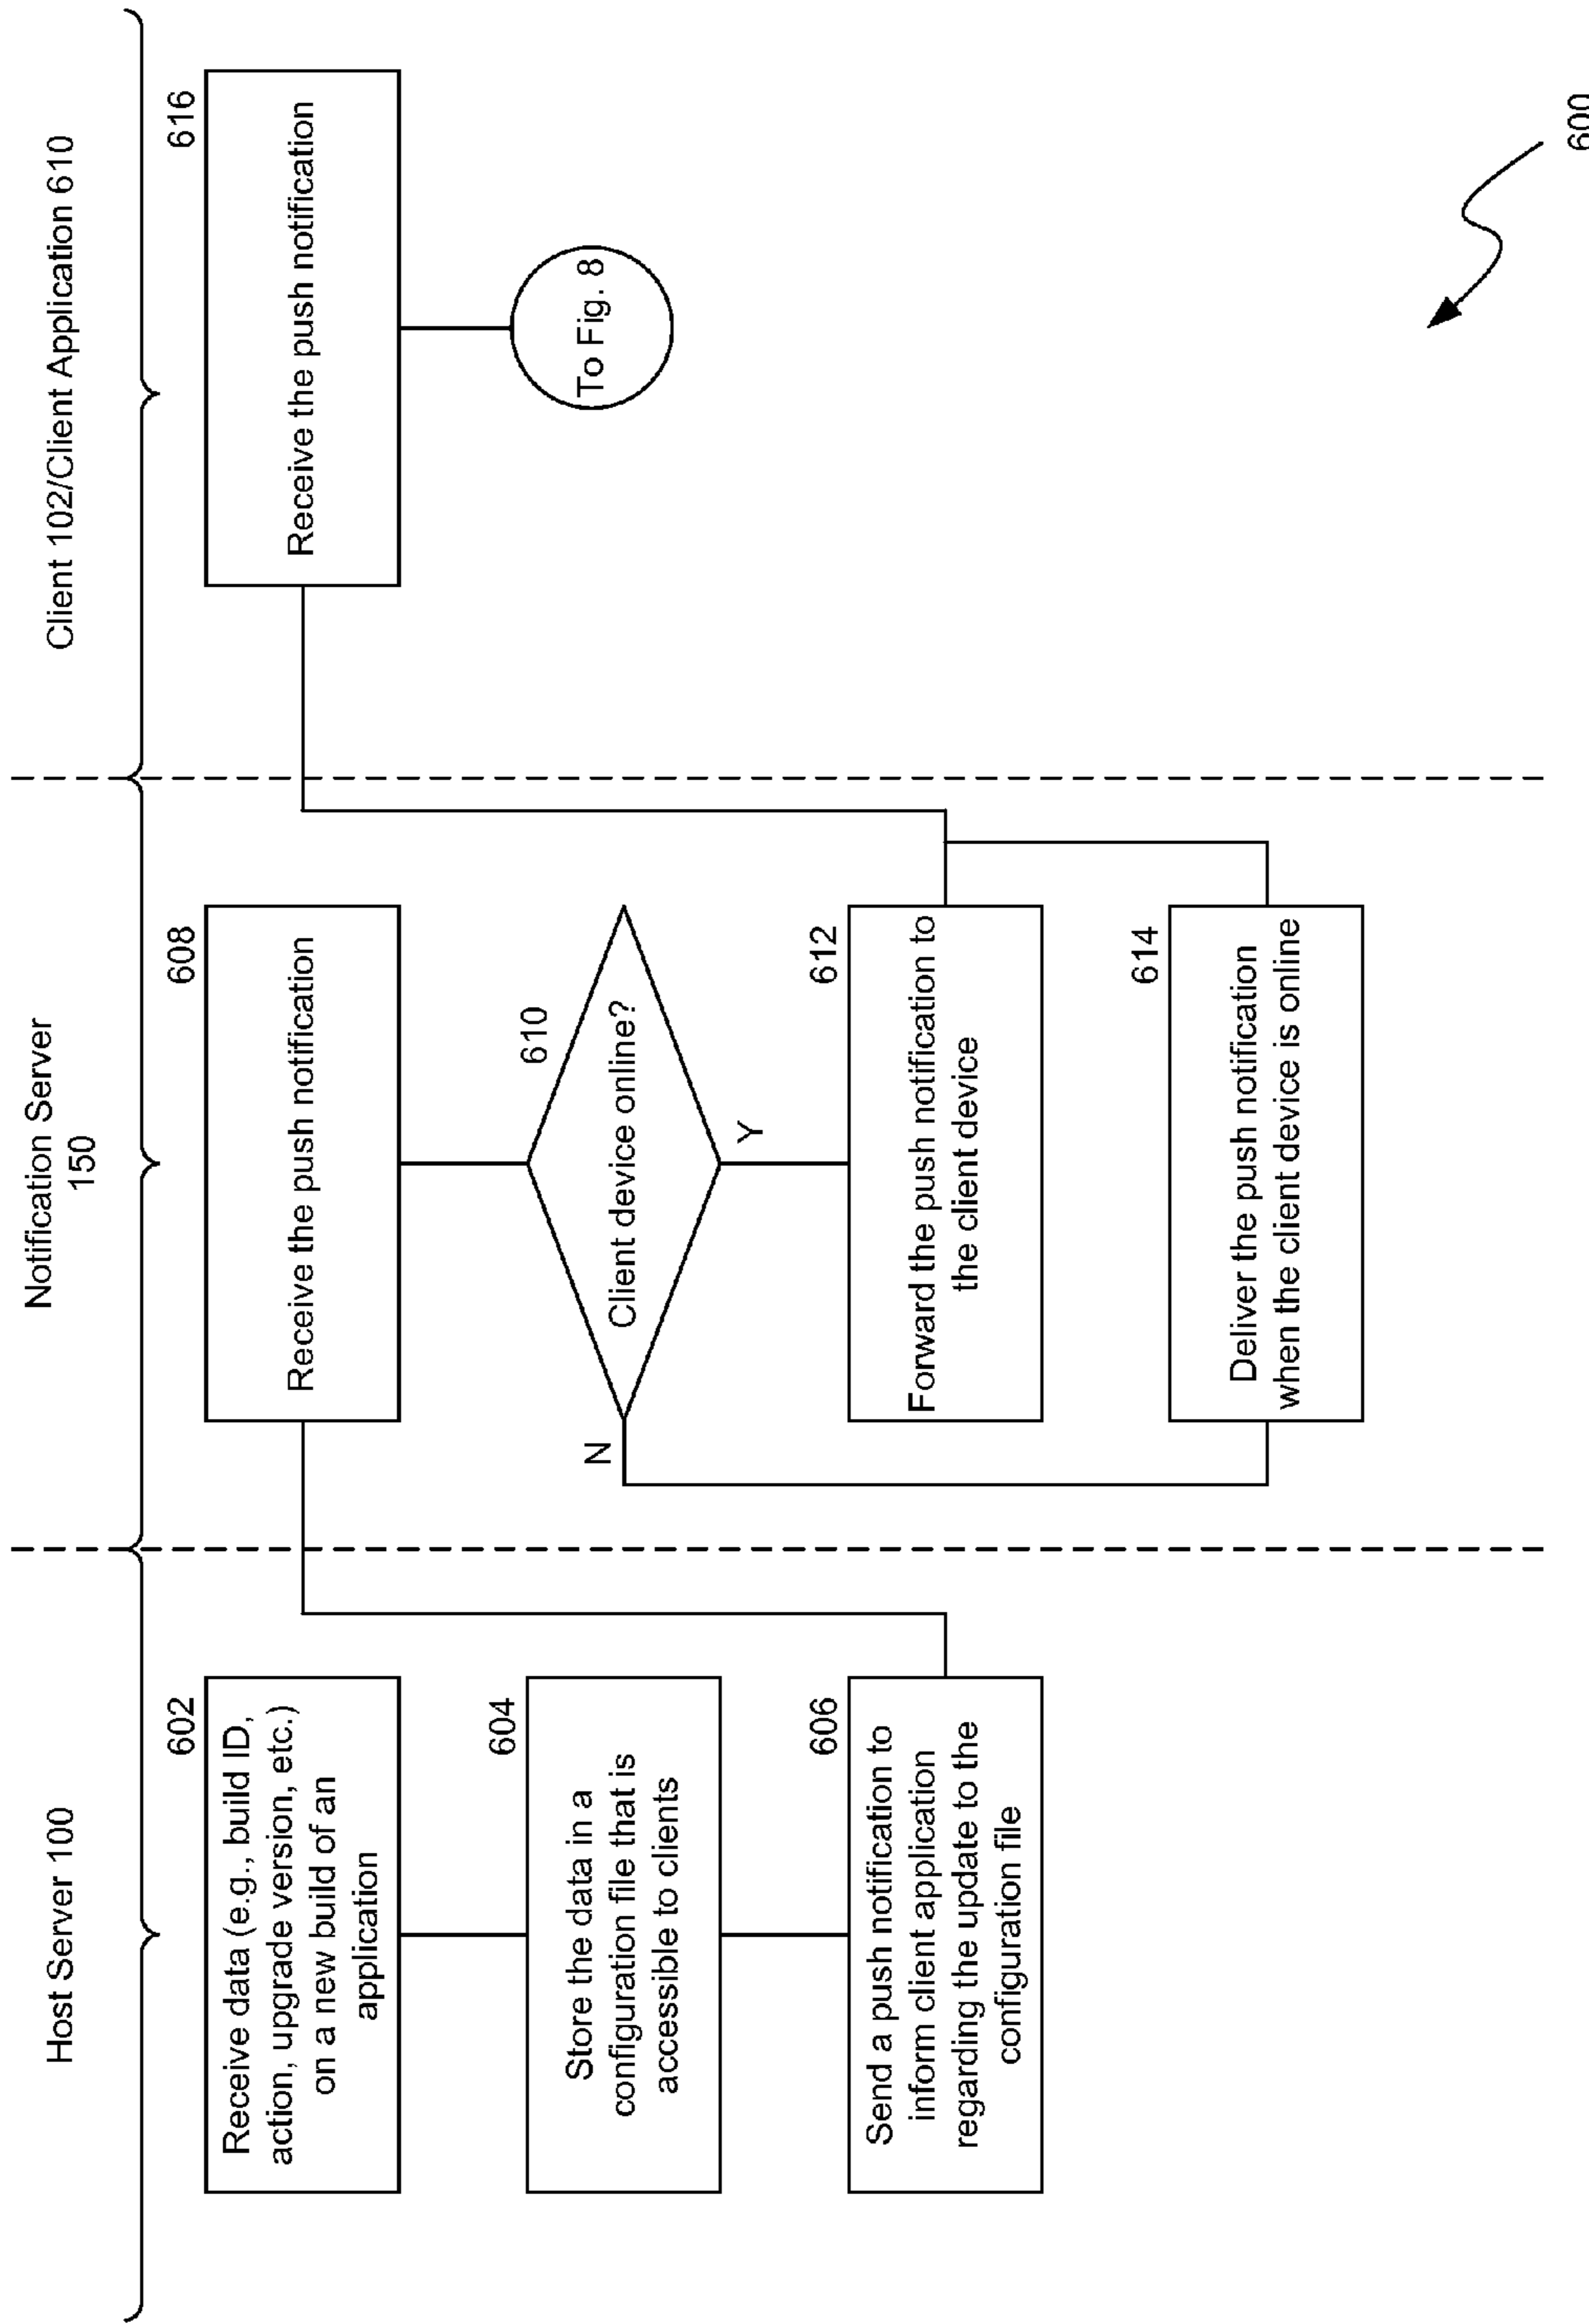 Host Server 100
602
Receive data (e.g., build ID,
action, upgrade version, etc.)
on a new build of an
application
604
Store the data in a
configuration file that is
accessible to clients
606
Send a push notification to
inform client application
regarding the update to the
configuration file
Notification Server
150
608
Receive the push notification
610
Client device online?
N
Y
612
Forward the push notification to
the client device
614
Deliver the push notification
when the client device is online
Client 102/Client Application 610
616
Receive the push notification
To Fig. 8
600